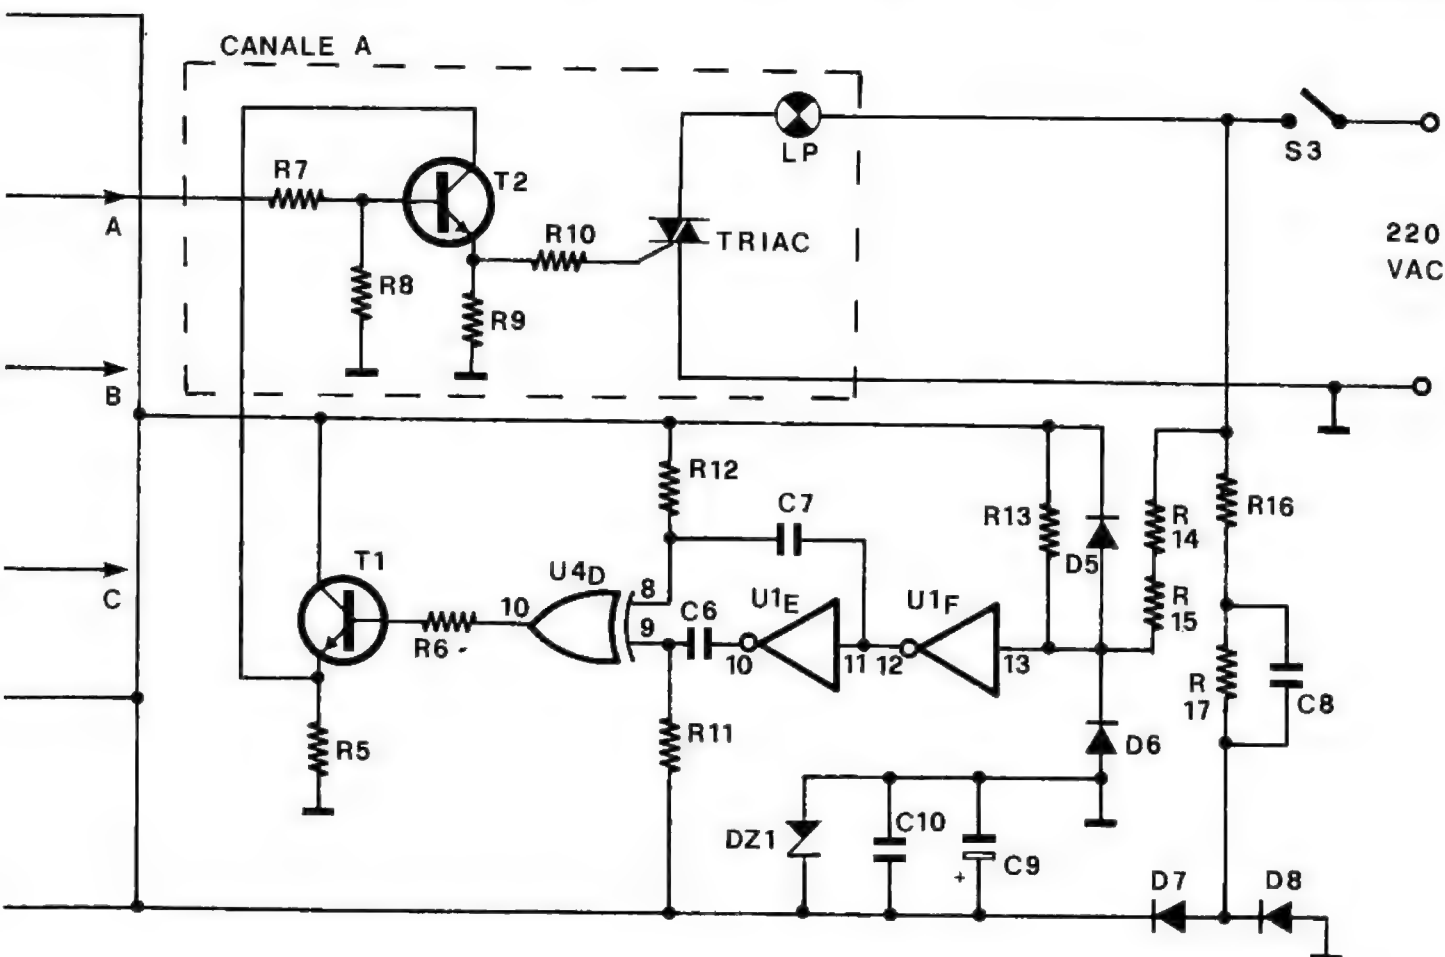 CANALE A
LP
S3
R7
T2
A
R10
TRIAC
220
VAC
R8
R9
B
R12
C7
R13
D5
R
14
R16
T1
C
U4D
8
10
9
R6
C6
U1E
10
11
U1F
12
13
R
15
R
17
C8
R5
R11
D6
DZ1
C10
+
C9
D7
D8